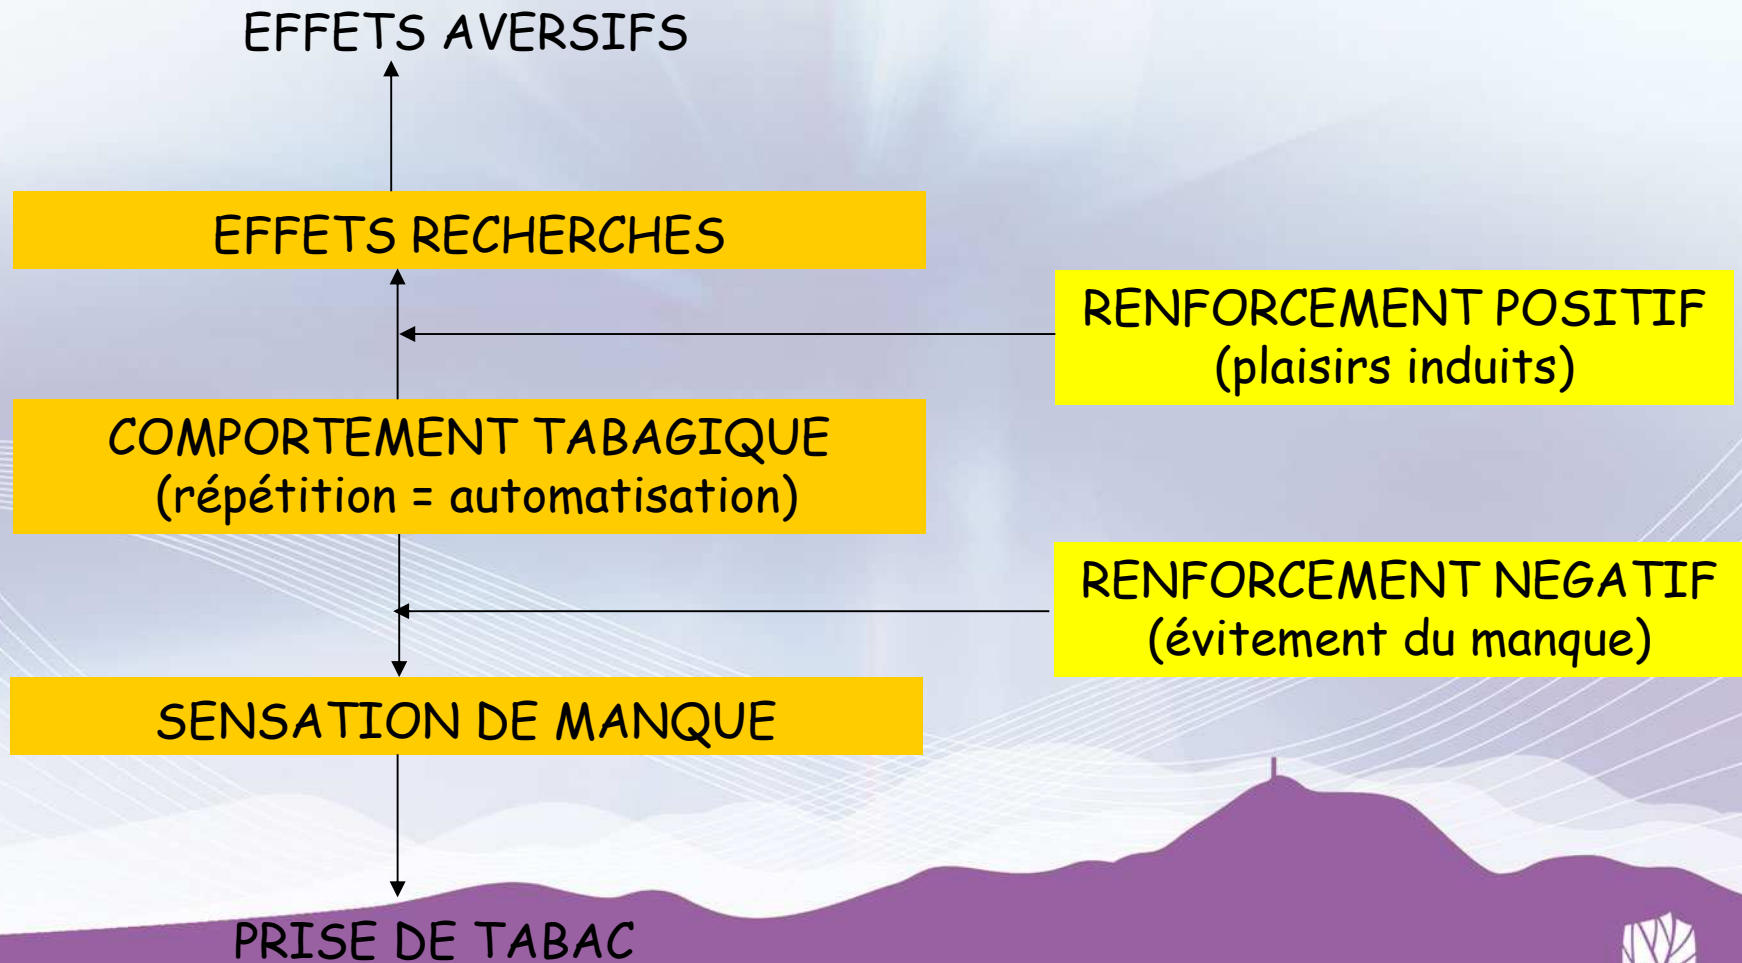 EFFETS AVERSIFS
EFFETS RECHERCHES
RENFORCEMENT POSITIF
(plaisirs induits)
COMPORTEMENT TABAGIQUE
(répétition = automatisation)
RENFORCEMENT NEGATIF
(évitement du manque)
SENSATION DE MANQUE
PRISE DE TABAC